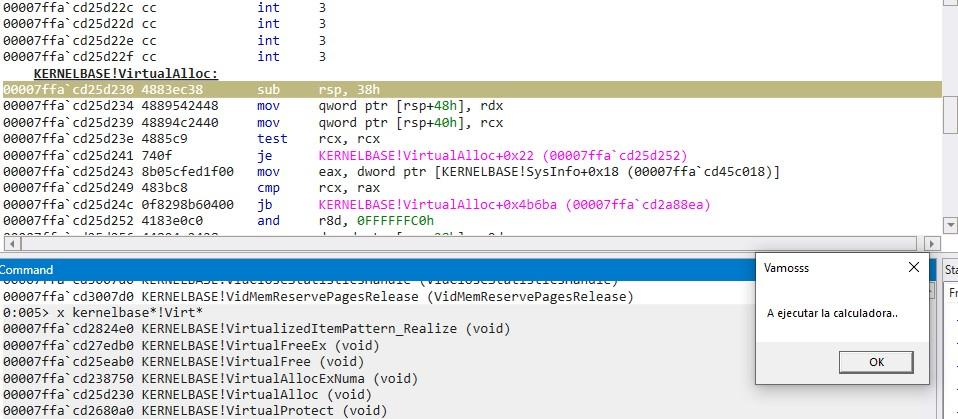 00007ffa`cd25d22c cc int 3
00007ffa`cd25d22d cc int 3
00007ffa`cd25d22e cc int 3
00007ffa`cd25d22f cc int 3
KERNELBASE!VirtualAlloc:
00007ffa`cd25d230 4883ec38 sub rsp, 38h
00007ffa`cd25d234 4889542448 mov qword ptr [rsp+48h], rdx
00007ffa`cd25d239 48894c2440 mov qword ptr [rsp+40h], rcx
00007ffa`cd25d23e 4885c9 test rcx, rcx
00007ffa`cd25d241 740f je KERNELBASE!VirtualAlloc+0x22 (00007ffa`cd25d252)
00007ffa`cd25d243 8b05cfed1f00 mov eax, dword ptr [KERNELBASE!SysInfo+0x18 (00007ffa`cd45c018)]
00007ffa`cd25d249 483bc8 cmp rcx, rax
00007ffa`cd25d24c 0f8298b60400 jb KERNELBASE!VirtualAlloc+0x4b6ba (00007ffa`cd2a88ea)
00007ffa`cd25d252 4183e0c0 and r8d, 0FFFFFFC0h
Command
00007ffa`cd3007d0 KERNELBASE!VidMemReservePagesRelease (VidMemReservePagesRelease)
0:005> x kernelbase*!Virt*
00007ffa`cd2824e0 KERNELBASE!VirtualizedItemPattern_Realize (void)
00007ffa`cd27edb0 KERNELBASE!VirtualFreeEx (void)
00007ffa`cd25eab0 KERNELBASE!VirtualFree (void)
00007ffa`cd238750 KERNELBASE!VirtualAllocExNuma (void)
00007ffa`cd25d230 KERNELBASE!VirtualAlloc (void)
00007ffa`cd2680a0 KERNELBASE!VirtualProtect (void)
Vamosss
A ejecutar la calculadora..
OK